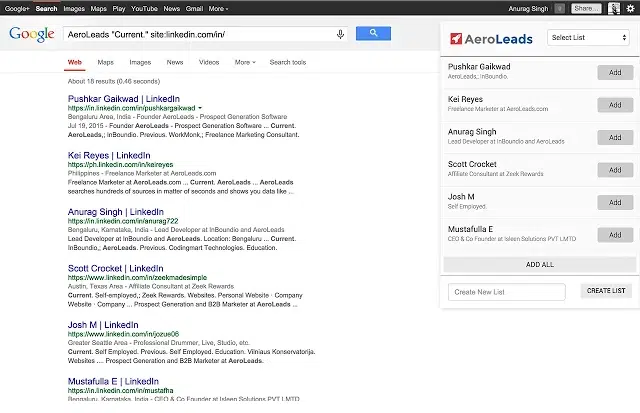 Google+ Search Images Maps Play YouTube News Gmail More Anurag Singh 0 Share...
Google
AeroLeads "Current." site:linkedin.com/in/
Web Maps Images News Videos More Search tools
About 18 results (0.46 seconds)
Pushkar Gaikwad | LinkedIn
https://in.linkedin.com/in/pushkargaikwad
Bengaluru Area, India - Founder AeroLeads - Prospect Generation Software
Jul 19, 2015 - Founder AeroLeads - Prospect Generation Software ... Current.
AeroLeads,; InBoundio. Previous. WorkMonk,; Freelance Marketing Consultant.
Kei Reyes | LinkedIn
https://ph.linkedin.com/in/keireyes
Philippines - Freelance Marketer at AeroLeads.com
Freelance Marketer at AeroLeads.com ... Current. AeroLeads ... AeroLeads
searches hundreds of sources in matter of seconds and shows you data like ...
Anurag Singh | LinkedIn
https://in.linkedin.com/in/anurag722
Bengaluru, Karnataka, India - Lead Developer at InBoundio and AeroLeads
Lead Developer at InBoundio and AeroLeads. Location: Bengaluru ... Current.
InBoundio, AeroLeads. Previous. Codingmart Technologies. Education.
Scott Crocket | LinkedIn
https://www.linkedin.com/in/zeekmadesimple
Austin, Texas Area - Affiliate Consultant at Zeek Rewards
Current. Self-employed,; Zeek Rewards. Websites. Personal Website · Company
Website · Company ... Prospect Generation and B2B Marketer at AeroLeads ...
Josh M | LinkedIn
https://www.linkedin.com/in/jozue06
Greater Seattle Area - Professional Drummer, Live, Studio, etc.
Current. Self Employed. Previous. Self Employed. Education. Vilniaus Konservatorija.
Websites .... Prospect Generation and B2B Marketer at AeroLeads.
Mustafulla E | LinkedIn
https://in.linkedin.com/in/mustafha
Bengaluru, Karnataka, India - CEO & Co Founder at Isleen Solutions PVT LMTD
AeroLeads
Select List
Pushkar Gaikwad
AeroLeads,; InBoundio.
Add
Kei Reyes
Freelance Marketer at AeroLeads.com
Add
Anurag Singh
Lead Developer at InBoundio and AeroLeads
Add
Scott Crocket
Affiliate Consultant at Zeek Rewards
Add
Josh M
Self Employed.
Add
Mustafulla E
CEO & Co Founder at Isleen Solutions PVT LMTD
Add
ADD ALL
Create New List
CREATE LIST